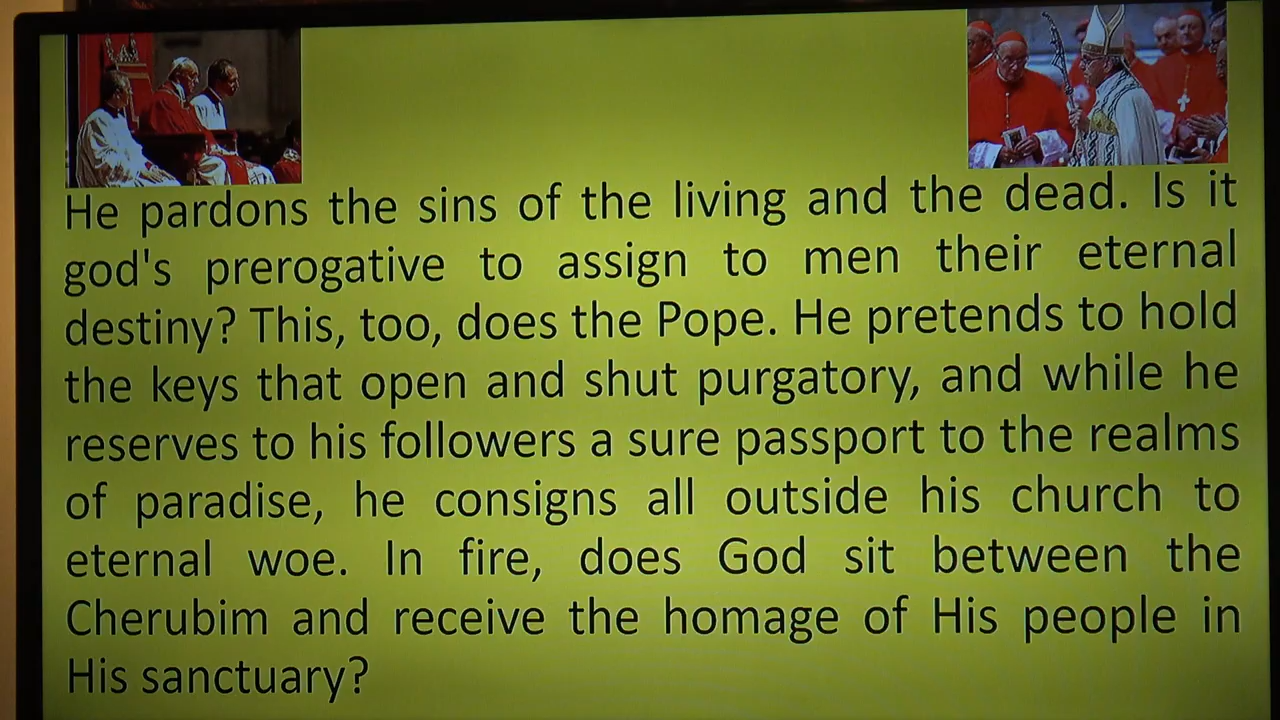 He pardons the sins of the living and the dead. Is it
god's prerogative to assign to men their eternal
destiny? This, too, does the Pope. He pretends to hold
the keys that open and shut purgatory, and while he
reserves to his followers a sure passport to the realms
of paradise, he consigns all outside his church to
eternal woe. In fire, does God sit between the
Cherubim and receive the homage of His people in
His sanctuary?